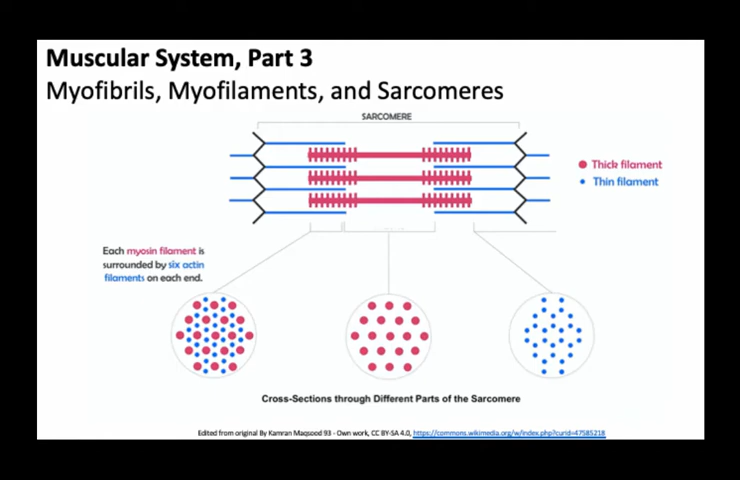 Muscular System, Part 3
Myofibrils, Myofilaments, and Sarcomeres
SARCOMERE
Thick filament
Thin filament
Each myosin filament is
surrounded by six actin
filaments on each end.
Cross-Sections through Different Parts of the Sarcomere
Edited from original By Kamran Maqsood 93 - Own work, CC BY-SA 4.0, https://commons.wikimedia.org/w/index.php?curid=47585218